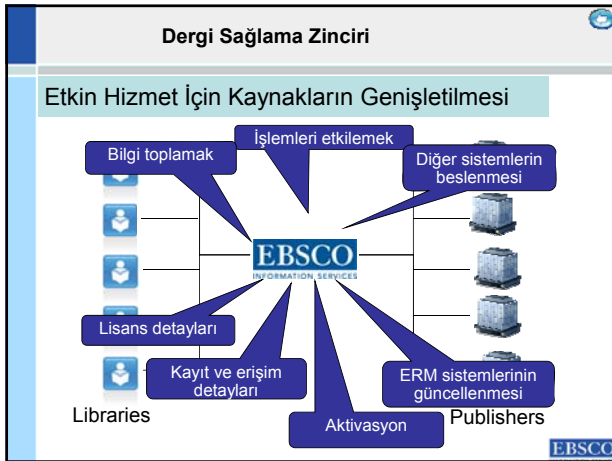 Dergi Sağlama Zinciri
Etkin Hizmet İçin Kaynakların Genişletilmesi
İşlemleri etkilemek
Bilgi toplamak
Diğer sistemlerin
beslenmesi
EBSCO
INFORMATION SERVICES
Lisans detayları
Kayıt ve erişim
detayları
ERM sistemlerinin
güncellenmesi
Aktivasyon
Libraries
Publishers
EBSCO